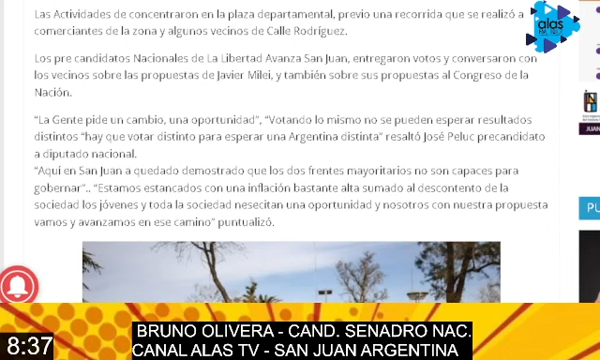 Las Actividades de concentraron en la plaza departamental, previo una recorrida que se realizó a
comerciantes de la zona y algunos vecinos de Calle Rodríguez.
Los pre candidatos Nacionales de La Libertad Avanza San Juan, entregaron votos y conversaron con
los vecinos sobre las propuestas de Javier Milei, y también sobre sus propuestas al Congreso de la
Nación.
"La Gente pide un cambio, una oportunidad", "Votando lo mismo no se pueden esperar resultados
distintos "hay que votar distinto para esperar una Argentina distinta" resaltó José Peluc precandidato
a diputado nacional.
"Aquí en San Juan a quedado demostrado que los dos frentes mayoritarios no son capaces para
gobernar".. "Estamos estancados con una inflación bastante alta sumado al descontento de la
sociedad los jóvenes y toda la sociedad nesecitan una oportunidad y nosotros con nuestra propuesta
vamos y avanzamos en ese camino" puntualizó.
alas
JUAN
PU
8:37
BRUNO OLIVERA - CAND. SENADRO NAC.
CANAL ALAS TV - SAN JUAN ARGENTINA